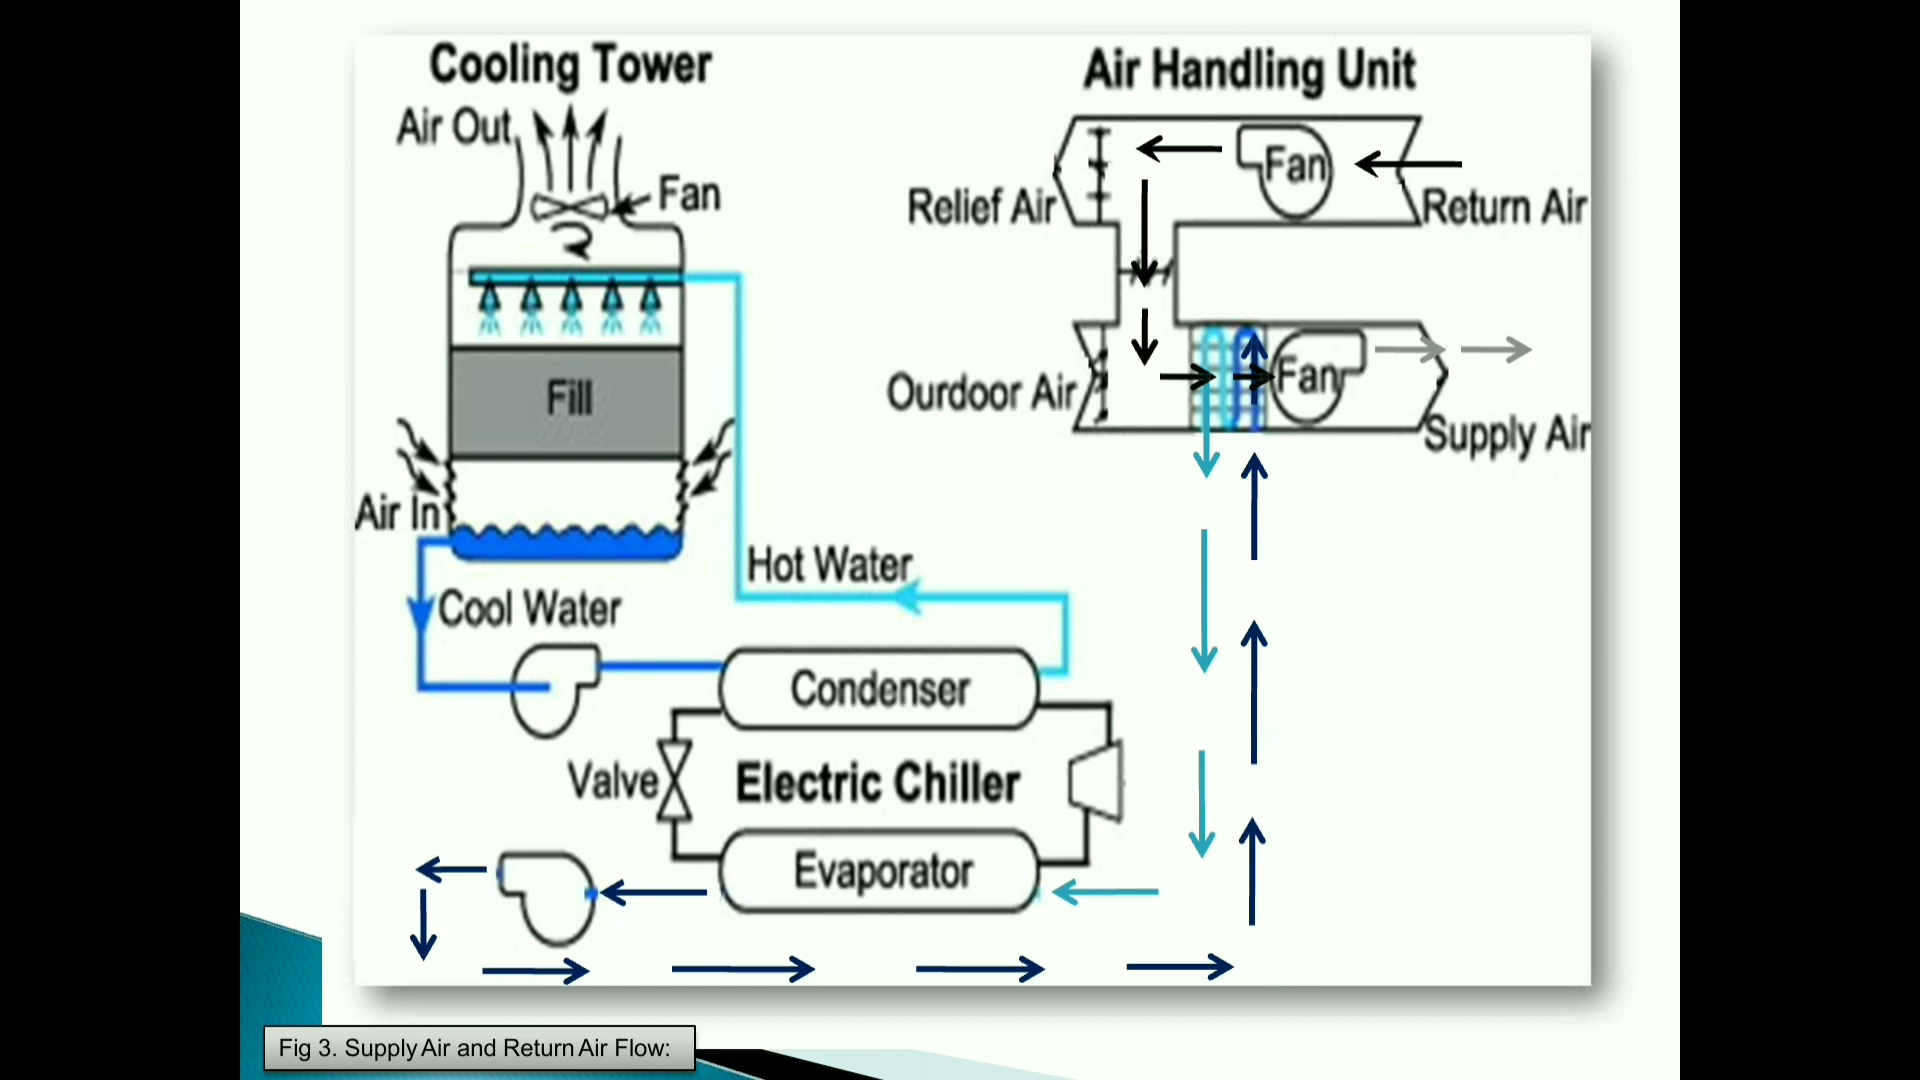 Cooling Tower
Air Out
Fan
Fill
Air In
Cool Water
Hot Water
Condenser
Valve
Electric Chiller
Evaporator
Air Handling Unit
Fan
Relief Air
Return Air
Ourdoor Air
Fan
Supply Air
Fig 3. Supply Air and Return Air Flow: